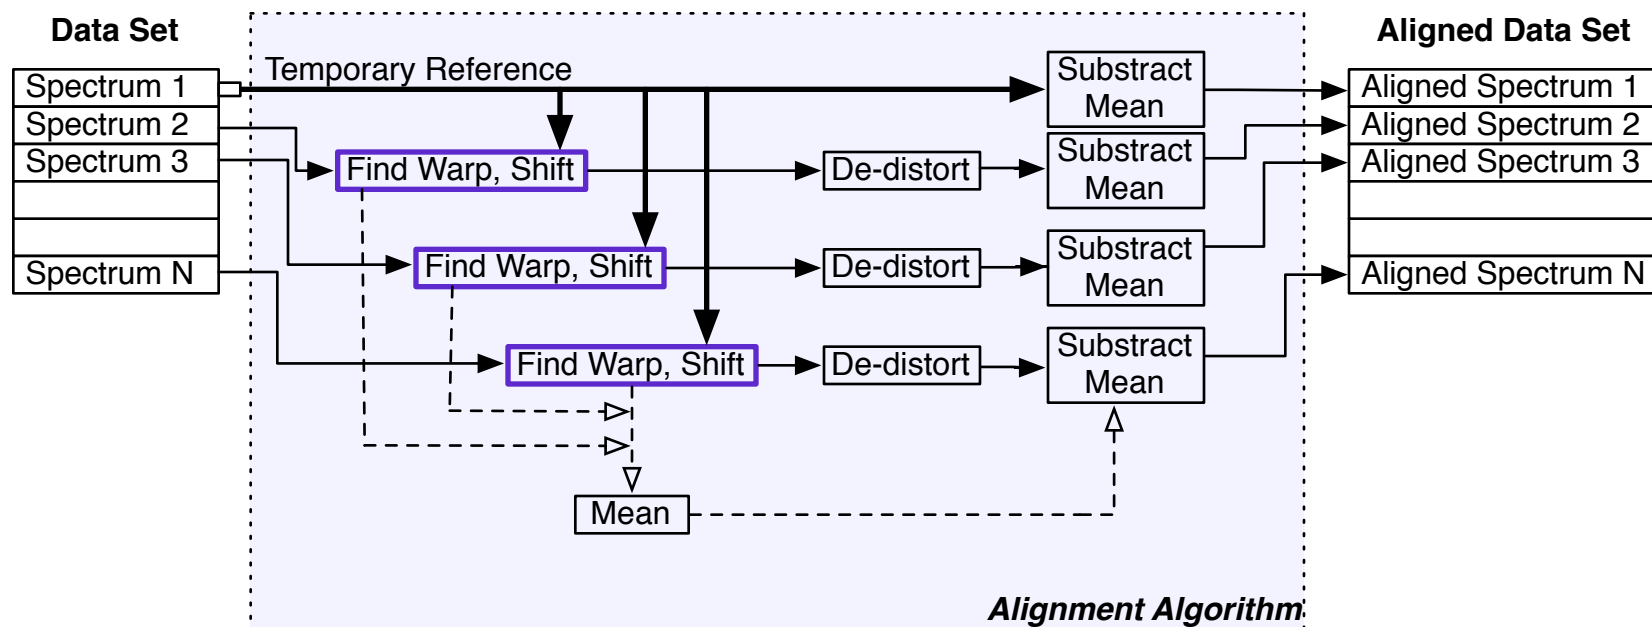 Data Set
Aligned Data Set
Temporary Reference
Spectrum 1
Spectrum 2
Spectrum 3
Spectrum N
Find Warp, Shift
De-distort
Substract
Mean
Find Warp, Shift
De-distort
Substract
Mean
Find Warp, Shift
De-distort
Substract
Mean
Substract
Mean
Mean
Aligned Spectrum 1
Aligned Spectrum 2
Aligned Spectrum 3
Aligned Spectrum N
Alignment Algorithm